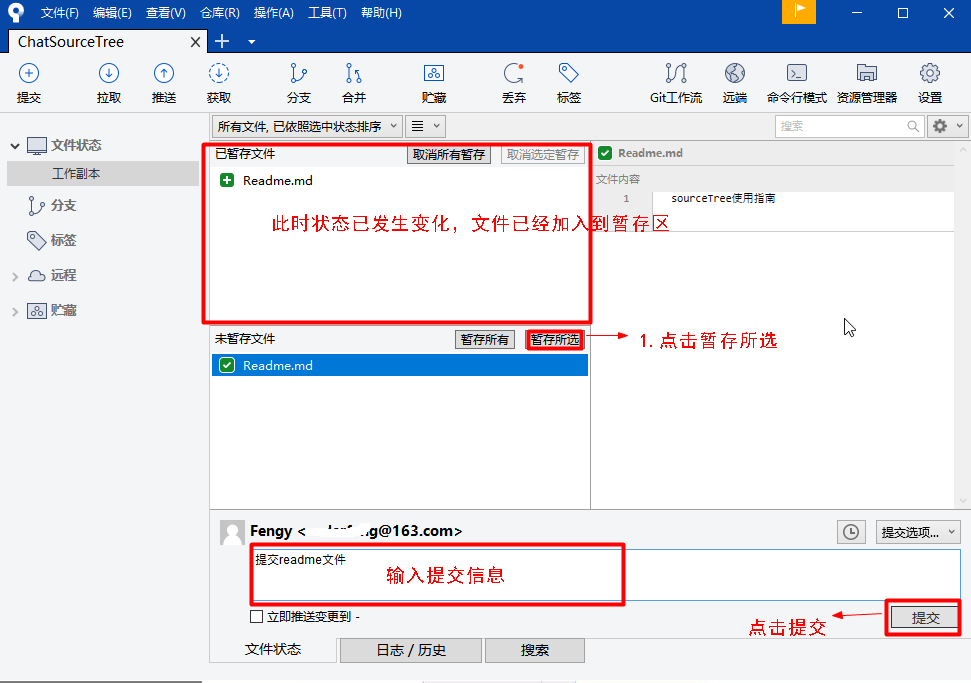 文件(F) 编辑(E) 查看(V) 仓库(R) 操作(A) 工具(T) 帮助(H)
ChatSourceTree
提交 拉取 推送 获取 分支 合并 贮藏 丢弃 标签 Git工作流 远端 命令行模式 资源管理器 设置
所有文件, 已依照选中状态排序
搜索
文件状态
工作副本
分支
标签
远程
贮藏
已暂存文件 取消所有暂存 取消选定暂存
Readme.md
此时状态已发生变化，文件已经加入到暂存区
Readme.md
文件内容
1 sourceTree使用指南
未暂存文件 暂存所有 暂存所选
1. 点击暂存所选
Readme.md
Fengy < g@163.com>
提交选项...
提交readme文件
输入提交信息
立即推送变更到 -
点击提交
提交
文件状态 日志 / 历史 搜索